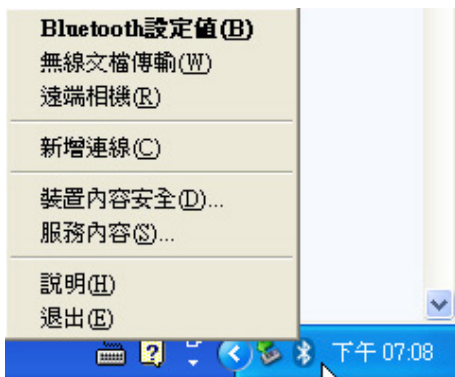 Bluetooth設定值(B)
無線文檔傳輸(W)
遠端相機(R)
新增連線(C)
裝置內容安全(D)...
服務內容(S)...
說明(H)
退出(E)
下午 07:08